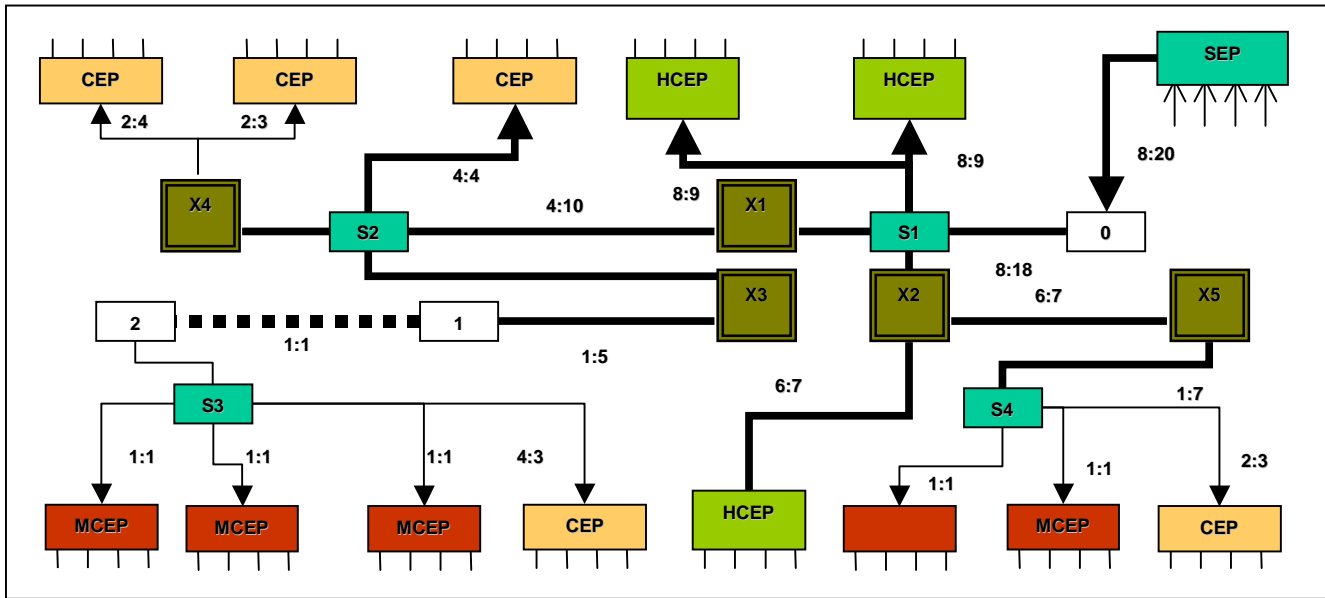 CEP
CEP
CEP
HCEP
HCEP
SEP
2:4
2:3
4:4
8:9
8:9
8:20
X4
S2
4:10
X1
S1
0
8:18
X3
X2
6:7
X5
2
1:1
1
1:5
6:7
S3
S4
1:7
1:1
1:1
1:1
4:3
1:1
1:1
2:3
MCEP
MCEP
MCEP
CEP
HCEP
MCEP
CEP